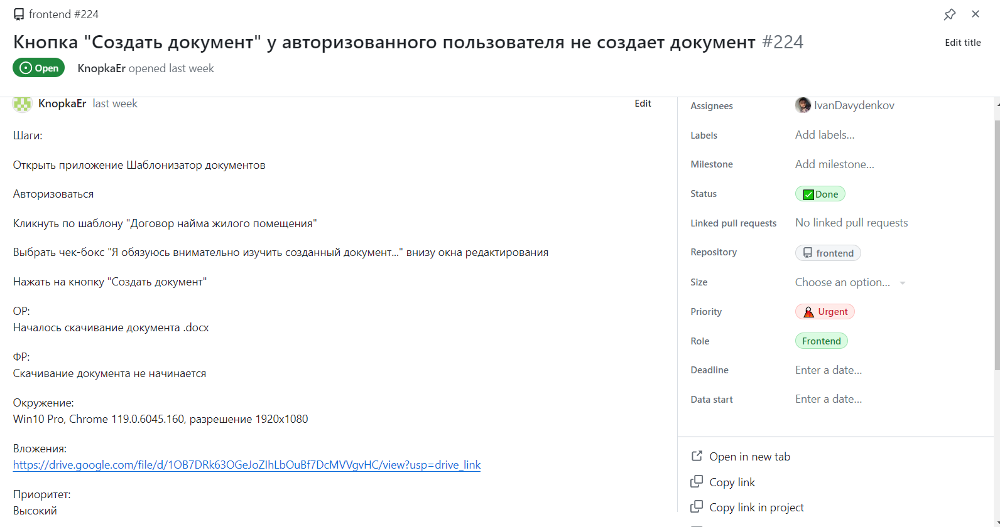 frontend #224
Кнопка "Создать документ" у авторизованного пользователя не создает документ #224
Edit title
Open
KnopkaEr opened last week
KnopkaEr last week
Edit
Шаги:
Открыть приложение Шаблонизатор документов
Авторизоваться
Кликнуть по шаблону "Договор найма жилого помещения"
Выбрать чек-бокс "Я обязуюсь внимательно изучить созданный документ..." внизу окна редактирования
Нажать на кнопку "Создать документ"
ОР:
Началось скачивание документа .docx
ФР:
Скачивание документа не начинается
Окружение:
Win10 Pro, Chrome 119.0.6045.160, разрешение 1920x1080
Вложения:
https://drive.google.com/file/d/1OB7DRk63OGeJoZIhLbOuBf7DcMVVgvHC/view?usp=drive_link
Приоритет:
Высокий
Assignees
IvanDavydenkov
Labels
Add labels...
Milestone
Add milestone...
Status
Done
Linked pull requests
No linked pull requests
Repository
frontend
Size
Choose an option...
Priority
Urgent
Role
Frontend
Deadline
Enter a date...
Data start
Enter a date...
Open in new tab
Copy link
Copy link in project